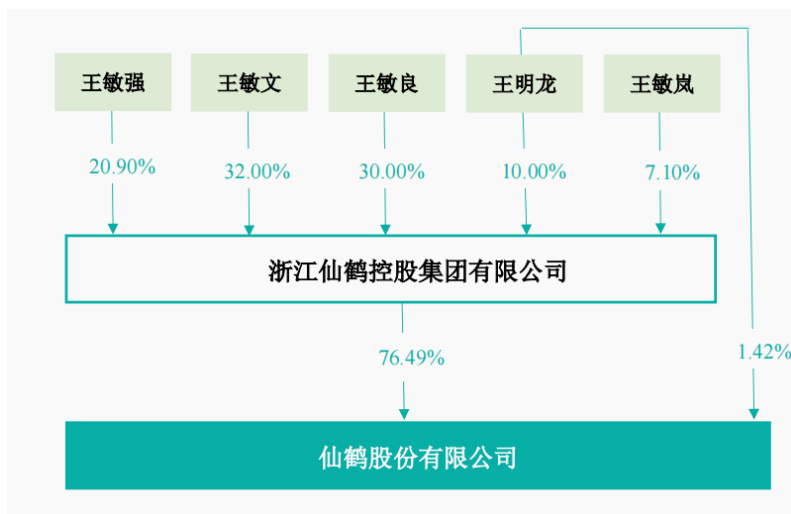 王敏强
王敏文
王敏良
王明龙
王敏岚
20.90%
32.00%
30.00%
10.00%
7.10%
浙江仙鹤控股集团有限公司
76.49%
1.42%
仙鹤股份有限公司